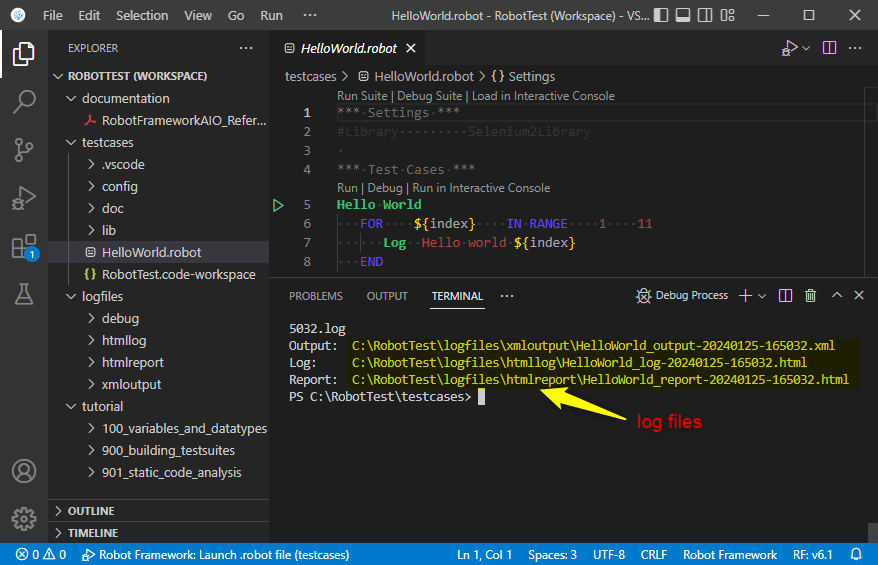 File Edit Selection View Go Run ··· HelloWorld.robot - RobotTest (Workspace) - VS...
EXPLORER ···
ROBOTTEST (WORKSPACE)
documentation
RobotFrameworkAIO_Refer...
testcases
.vscode
config
doc
lib
HelloWorld.robot
{} RobotTest.code-workspace
logfiles
debug
htmllog
htmlreport
xmloutput
tutorial
100_variables_and_datatypes
900_building_testsuites
901_static_code_analysis
OUTLINE
TIMELINE
1
HelloWorld.robot
testcases > HelloWorld.robot > {} Settings
Run Suite | Debug Suite | Load in Interactive Console
1 *** Settings ***
2 #Library·········Selenium2Library
3
4 *** Test Cases ***
Run | Debug | Run in Interactive Console
5 Hello World
6 FOR ${index} IN RANGE 1 11
7 Log Hello world ${index}
8 END
PROBLEMS OUTPUT TERMINAL ··· Debug Process
5032.log
Output: C:\RobotTest\logfiles\xmloutput\HelloWorld_output-20240125-165032.xml
Log: C:\RobotTest\logfiles\htmllog\HelloWorld_log-20240125-165032.html
Report: C:\RobotTest\logfiles\htmlreport\HelloWorld_report-20240125-165032.html
PS C:\RobotTest\testcases>
log files
0 0 Robot Framework: Launch .robot file (testcases) Ln 1, Col 1 Spaces: 3 UTF-8 CRLF Robot Framework RF: v6.1